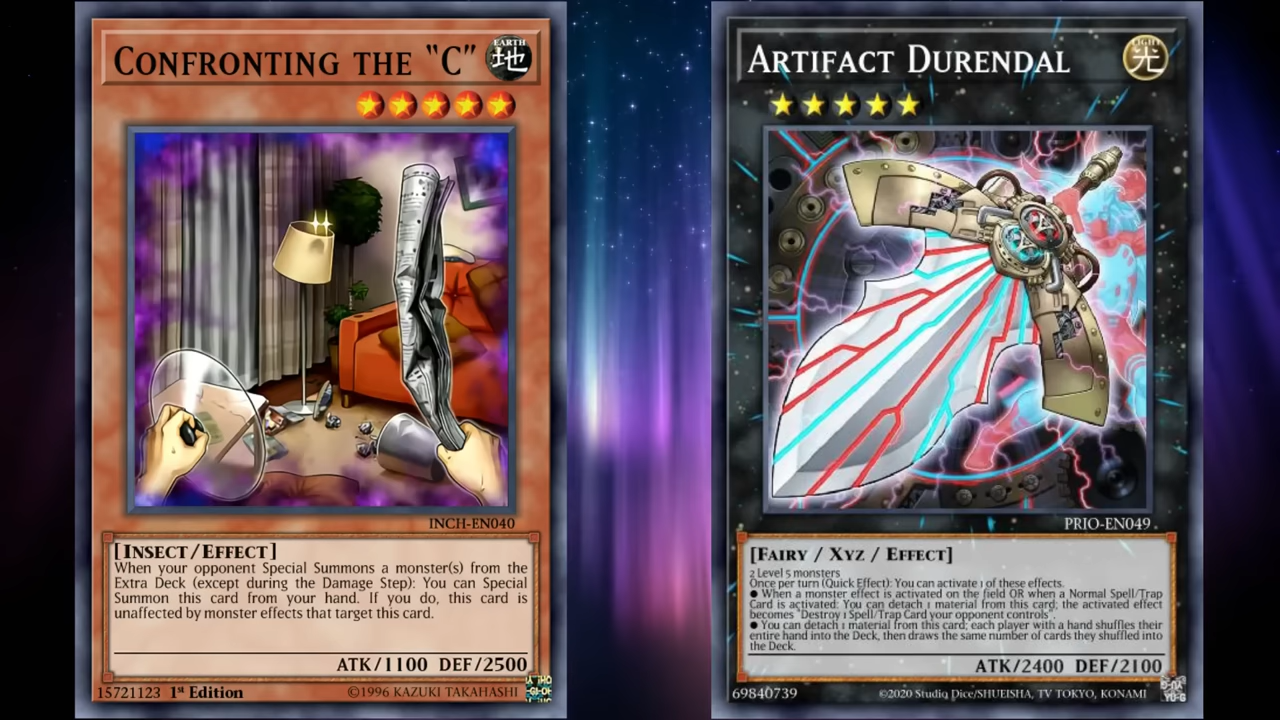 CONFRONTING THE "C"
EARTH
地
INCH-EN040
[INSECT/EFFECT]
When your opponent Special Summons a monster(s) from the
Extra Deck (except during the Damage Step): You can Special
Summon this card from your hand. If you do, this card is
unaffected by monster effects that target this card.
ATK/1100 DEF/2500
15721123 1st Edition
©1996 KAZUKI TAKAHASHI
ARTIFACT DURENDAL
LIGHT
光
PRIO-EN049
[FAIRY / XYZ / EFFECT]
2 Level 5 monsters
Once per turn (Quick Effect): You can activate 1 of these effects.
● When a monster effect is activated on the field OR when a Normal Spell/Trap
Card is activated: You can detach 1 material from this card; the activated effect
becomes "Destroy 1 Spell/Trap Card your opponent controls".
● You can detach 1 material from this card; each player with a hand shuffles their
entire hand into the Deck, then draws the same number of cards they shuffled into
the Deck.
ATK/2400 DEF/2100
69840739
©2020 Studio Dice/SHUEISHA, TV TOKYO, KONAMI